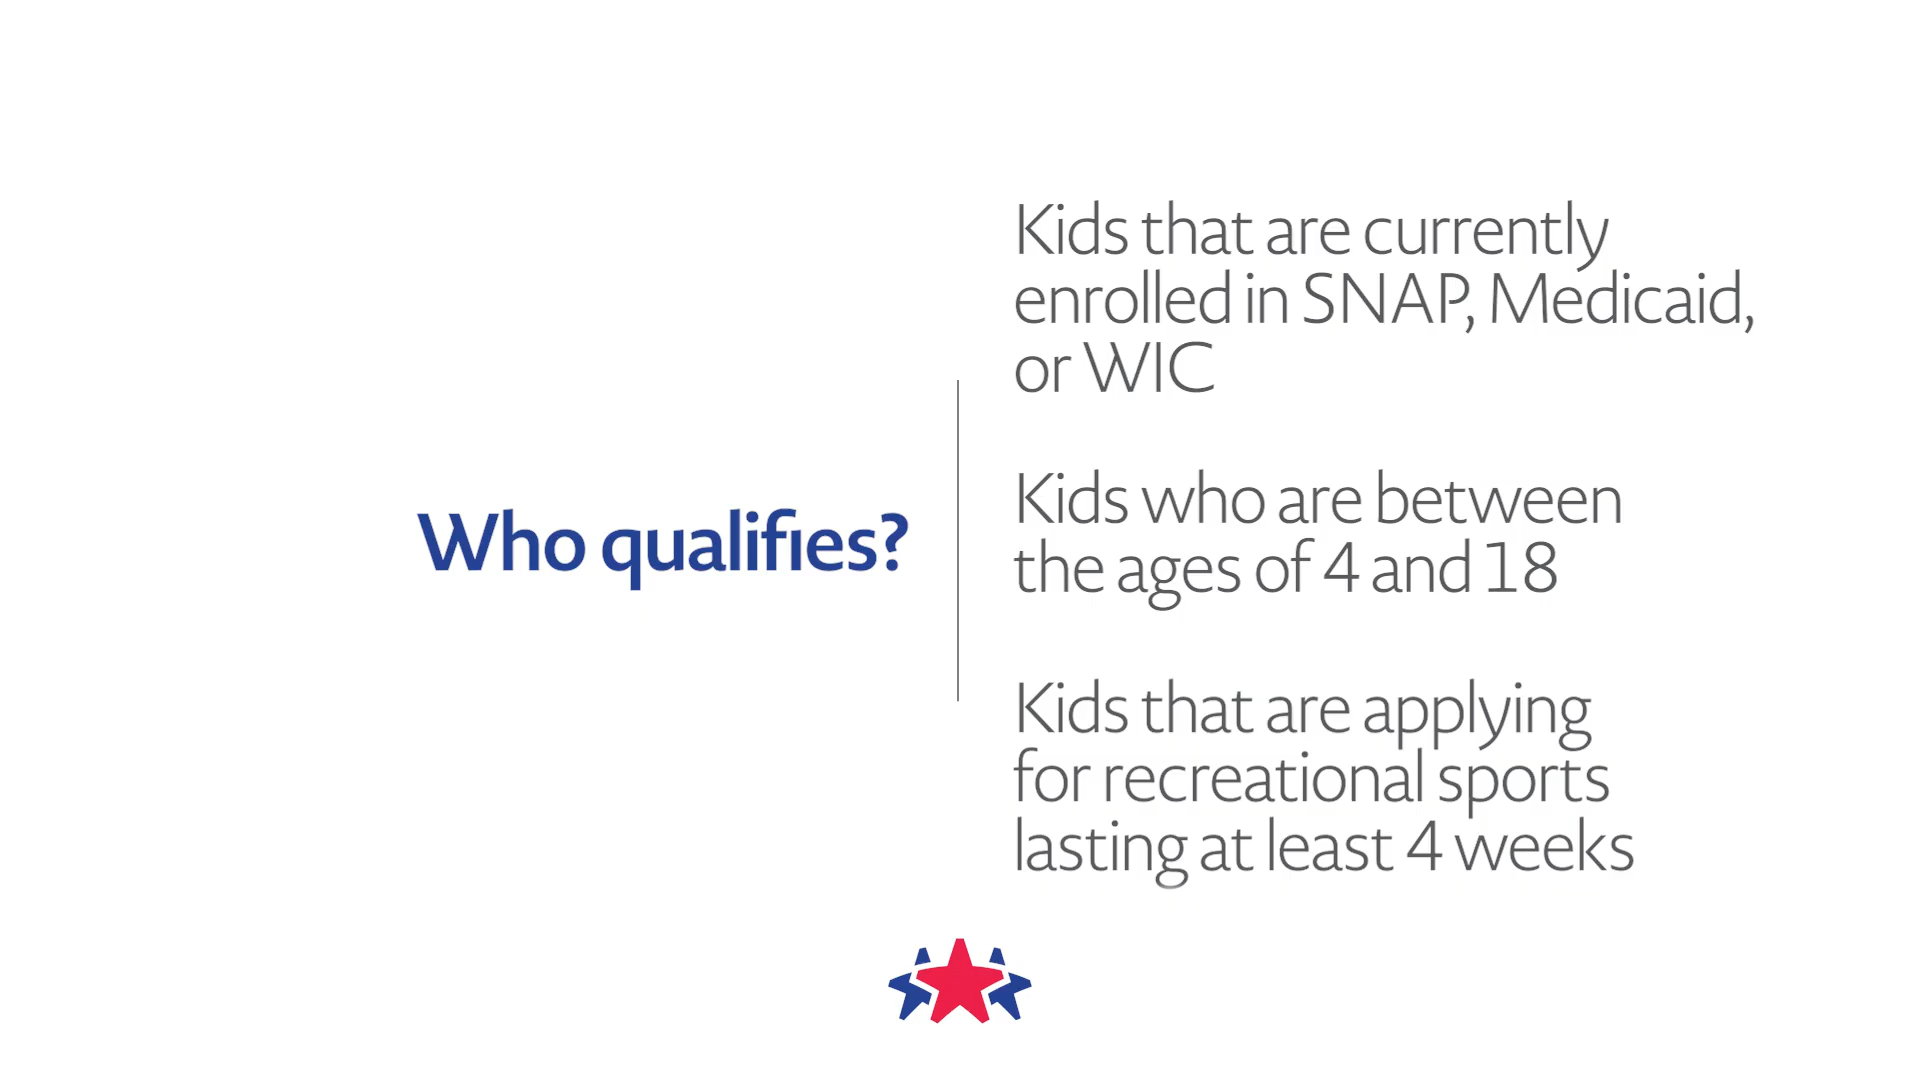 Who qualifies?
Kids that are currently
enrolled in SNAP, Medicaid,
or WIC
Kids who are between
the ages of 4 and 18
Kids that are applying
for recreational sports
lasting at least 4 weeks